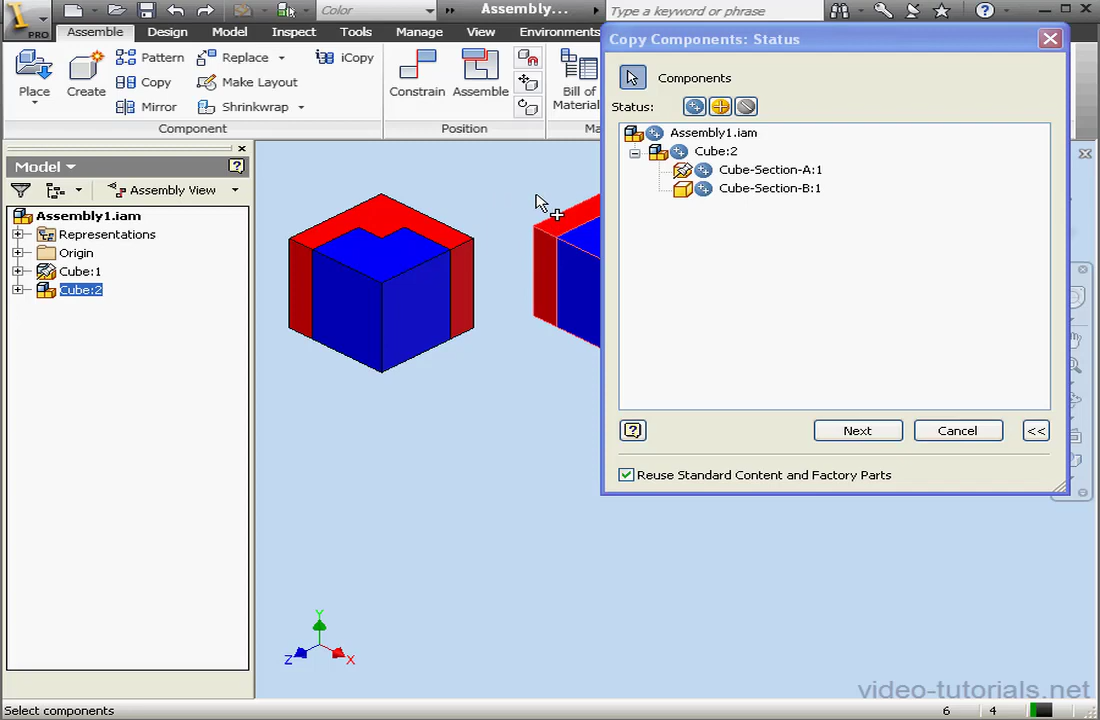 PRO
Color
Assembly...
Type a keyword or phrase
Assemble
Design
Model
Inspect
Tools
Manage
View
Environments
Place
Create
Pattern
Copy
Mirror
Replace
Make Layout
Shrinkwrap
iCopy
Component
Constrain
Assemble
Position
Bill of
Material
Ma
Model
Assembly View
Assembly1.iam
Representations
Origin
Cube:1
Cube:2
Copy Components: Status
Components
Status:
Assembly1.iam
Cube:2
Cube-Section-A:1
Cube-Section-B:1
Next
Cancel
<<
Reuse Standard Content and Factory Parts
Y
Z
X
video-tutorials.net
Select components
6
4